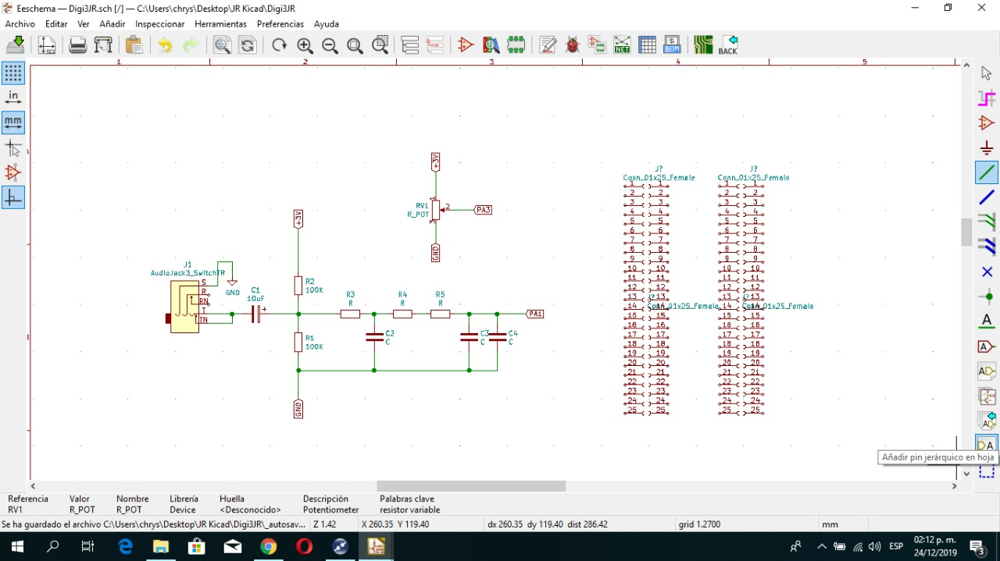 Eeschema — Digi3JR.sch [/] — C:\Users\chrys\Desktop\JR Kicad\Digi3JR
Archivo Editar Ver Añadir Inspeccionar Herramientas Preferencias Ayuda
NET BOM BACK
1 2 3 4 5
in
mm
+3V
RV1
R_POT
1
2
3
PA3
GND
+3V
J1
AudioJack3_SwitchTR
S
R
RN
T
TN
GND
C1
10uF
+
R2
100K
R3
R
R4
R
R5
R
PA1
R1
100K
C2
C
C3
C
C4
C
GND
J? J?
Conn_01x25_Female Conn_01x25_Female
1 1 1 1
2 2 2 2
3 3 3 3
4 4 4 4
5 5 5 5
6 6 6 6
7 7 7 7
8 8 8 8
9 9 9 9
10 10 10 10
11 11 11 11
12 12 12 12
13 13 13 13
J? J?
14 14 14 14
Conn_01x25_Female Conn_01x25_Female
15 15 15 15
16 16 16 16
17 17 17 17
18 18 18 18
19 19 19 19
20 20 20 20
21 21 21 21
22 22 22 22
23 23 23 23
24 24 24 24
25 25 25 25
A
A
A
A
A
Añadir pin jerárquico en hoja
Referencia Valor Nombre Librería Huella Descripción Palabras clave
RV1 R_POT R_POT Device <Desconocido> Potentiometer resistor variable
Se ha guardado el archivo C:\Users\chrys\Desktop\JR Kicad\Digi3JR\_autosav... Z 1.42 X 260.35 Y 119.40 dx 260.35 dy 119.40 dist 286.42 grid 1.2700 mm
ESP
02:12 p. m.
24/12/2019
3